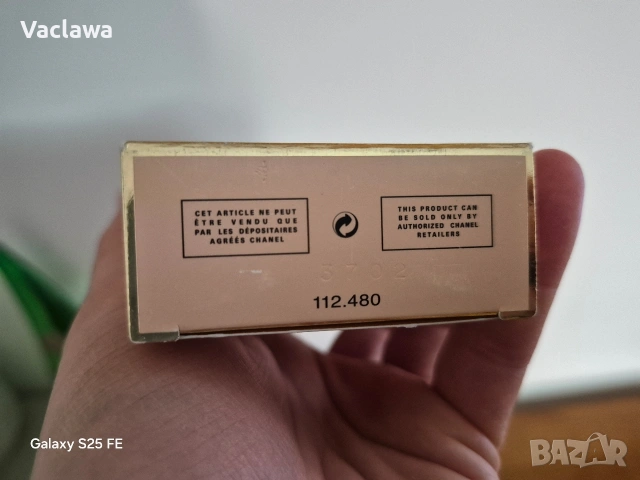 Vaclawa
CET ARTICLE NE PEUT
ÊTRE VENDU QUE
PAR LES DÉPOSITAIRES
AGRÉÉS CHANEL
THIS PRODUCT CAN
BE SOLD ONLY BY
AUTHORIZED CHANEL
RETAILERS
3702
112.480
Galaxy S25 FE
BAZAR